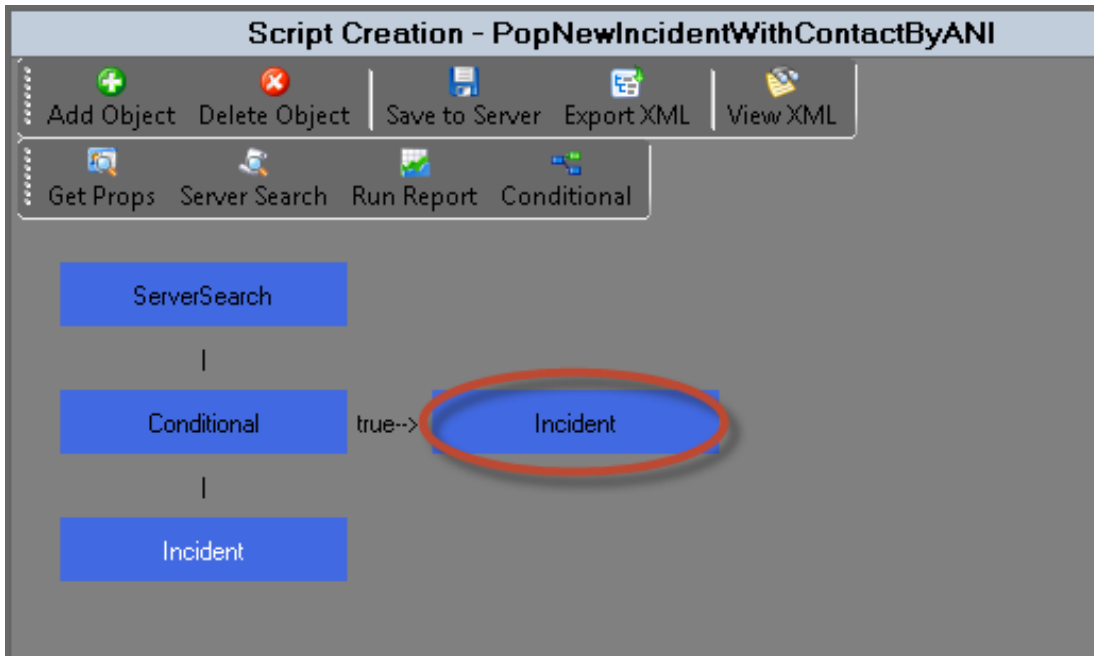 Script Creation - PopNewIncidentWithContactByANI
Add Object Delete Object Save to Server Export XML View XML
Get Props Server Search Run Report Conditional
ServerSearch
|
Conditional true--> Incident
|
Incident